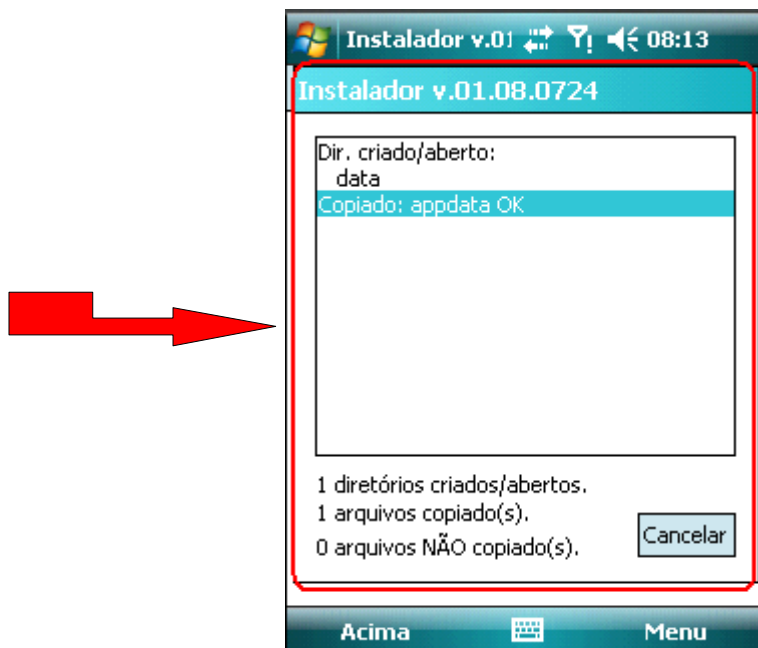 Instalador v.01 08:13
Instalador v.01.08.0724
Dir. criado/aberto:
data
Copiado: appdata OK
1 diretórios criados/abertos.
1 arquivos copiado(s).
0 arquivos NÃO copiado(s).
Cancelar
Acima Menu